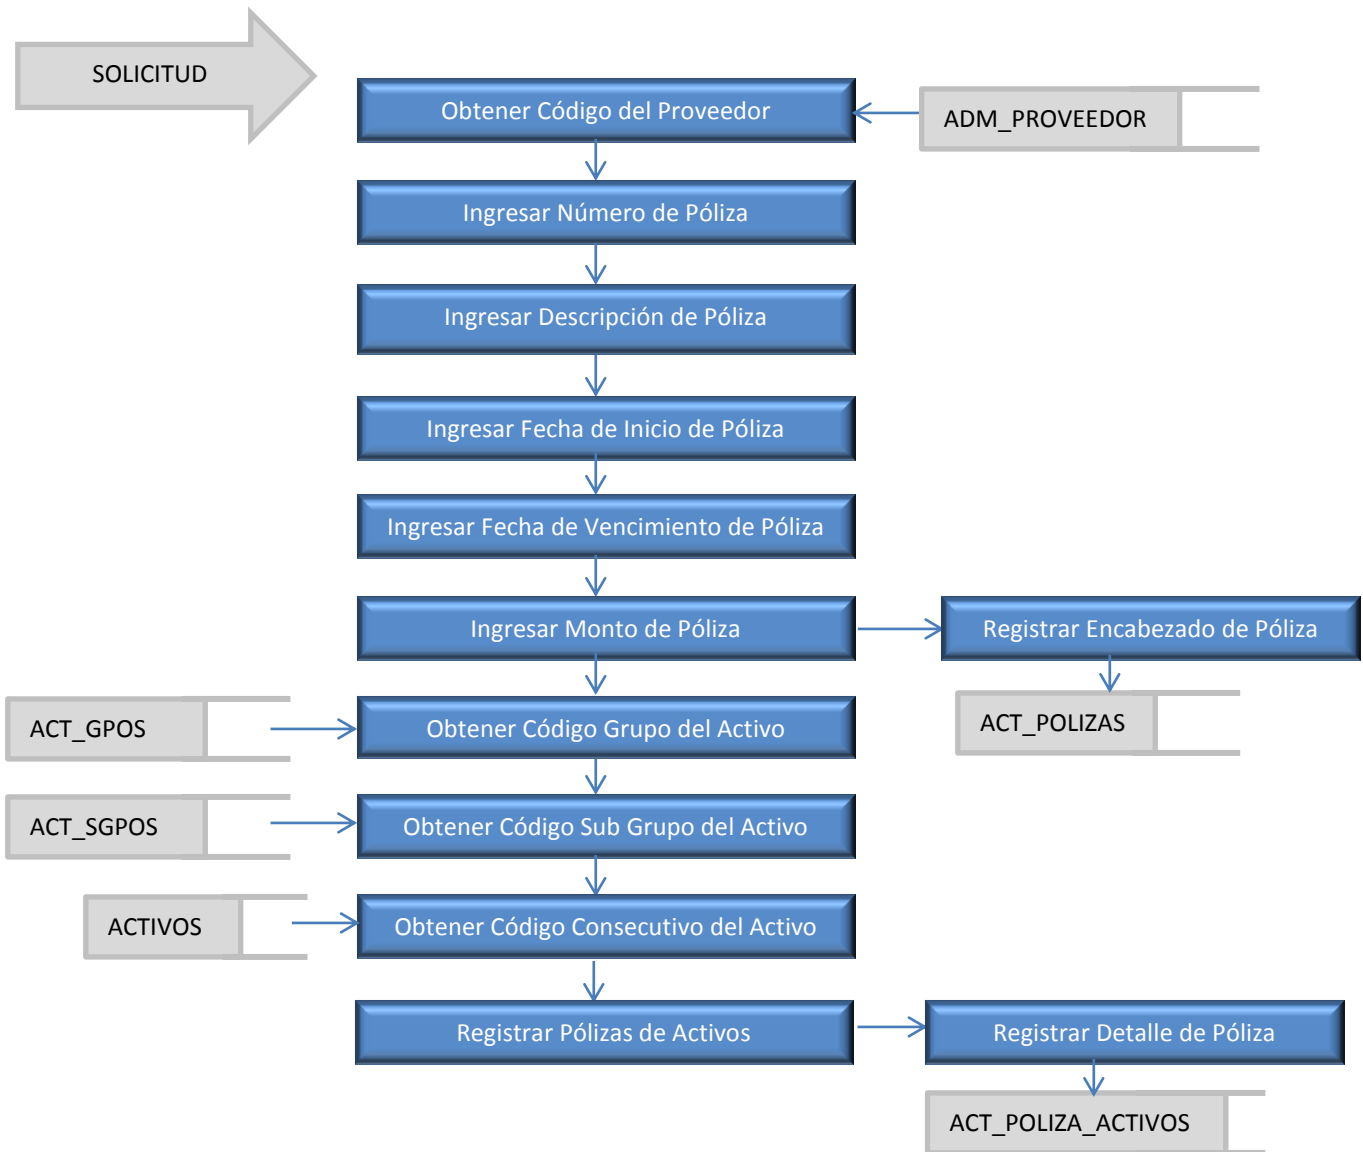 SOLICITUD
Obtener Código del Proveedor
ADM_PROVEEDOR
Ingresar Número de Póliza
Ingresar Descripción de Póliza
Ingresar Fecha de Inicio de Póliza
Ingresar Fecha de Vencimiento de Póliza
Ingresar Monto de Póliza
Registrar Encabezado de Póliza
ACT_POLIZAS
ACT_GPOS
Obtener Código Grupo del Activo
ACT_SGPOS
Obtener Código Sub Grupo del Activo
ACTIVOS
Obtener Código Consecutivo del Activo
Registrar Pólizas de Activos
Registrar Detalle de Póliza
ACT_POLIZA_ACTIVOS